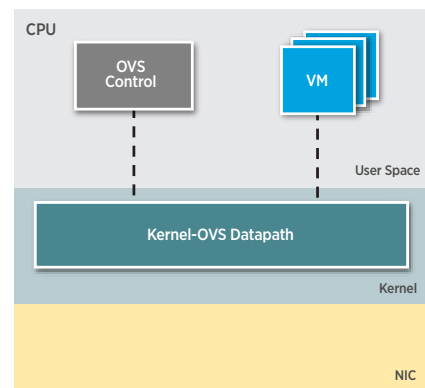 CPU
OVS
Control
VM
User Space
Kernel-OVS Datapath
Kernel
NIC